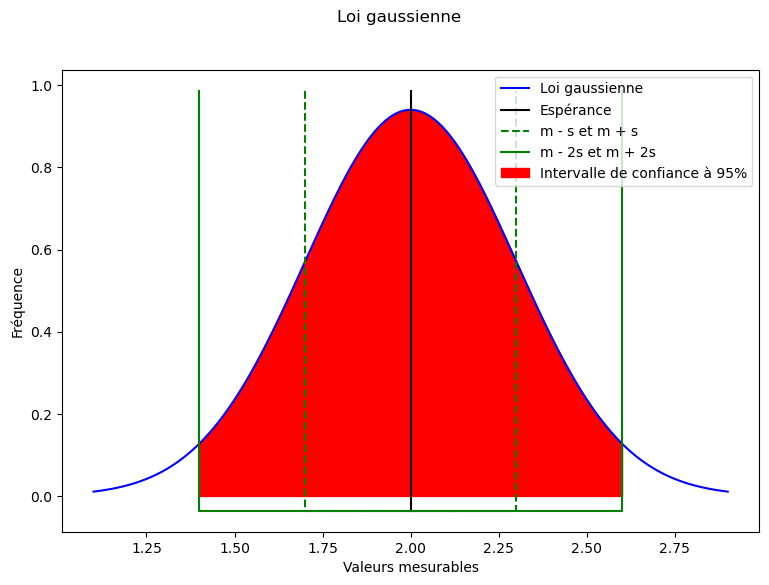 Loi gaussienne
Loi gaussienne
Espérance
m - s et m + s
m - 2s et m + 2s
Intervalle de confiance à 95%
Fréquence
1.0
0.8
0.6
0.4
0.2
0.0
1.25 1.50 1.75 2.00 2.25 2.50 2.75
Valeurs mesurables